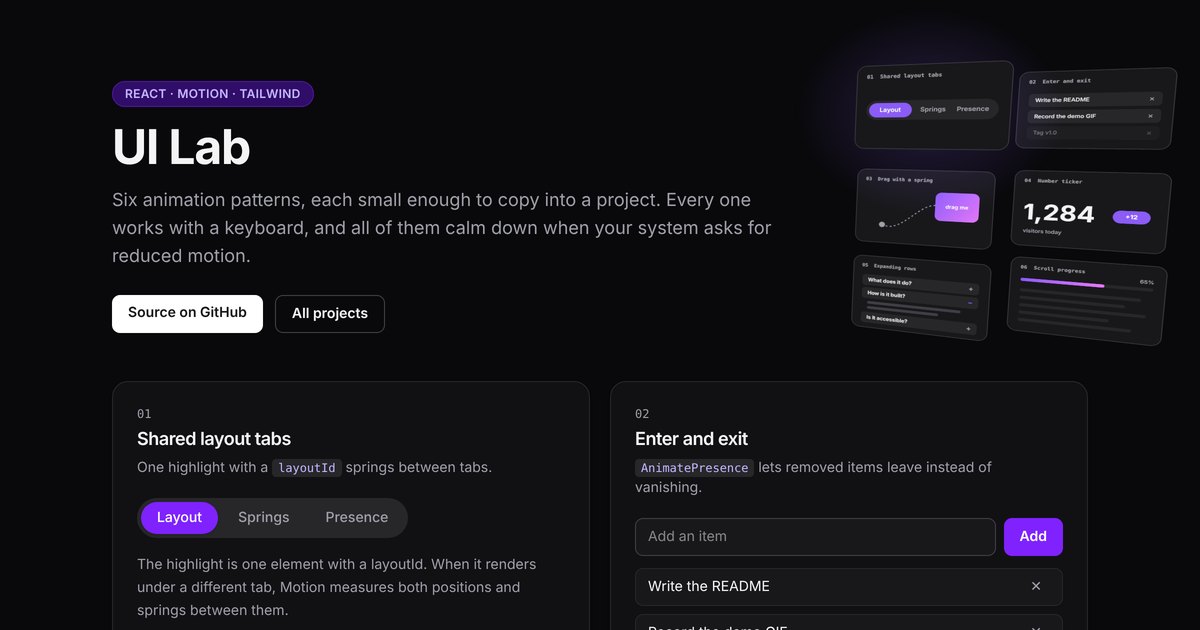 REACT · MOTION · TAILWIND
UI Lab
Six animation patterns, each small enough to copy into a project. Every one
works with a keyboard, and all of them calm down when your system asks for
reduced motion.
Source on GitHub
All projects
01 Shared layout tabs
Layout Springs Presence
02 Enter and exit
Write the README ×
Record the demo GIF ×
Tag v1.0 ×
03 Drag with a spring
drag me
04 Number ticker
1,284 +12
visitors today
05 Expanding rows
What does it do? +
How is it built? −
Is it accessible? +
06 Scroll progress
65%
01
Shared layout tabs
One highlight with a layoutId springs between tabs.
Layout Springs Presence
The highlight is one element with a layoutId. When it renders
under a different tab, Motion measures both positions and
springs between them.
02
Enter and exit
AnimatePresence lets removed items leave instead of
vanishing.
Add an item Add
Write the README ×
Record the demo GIF ×